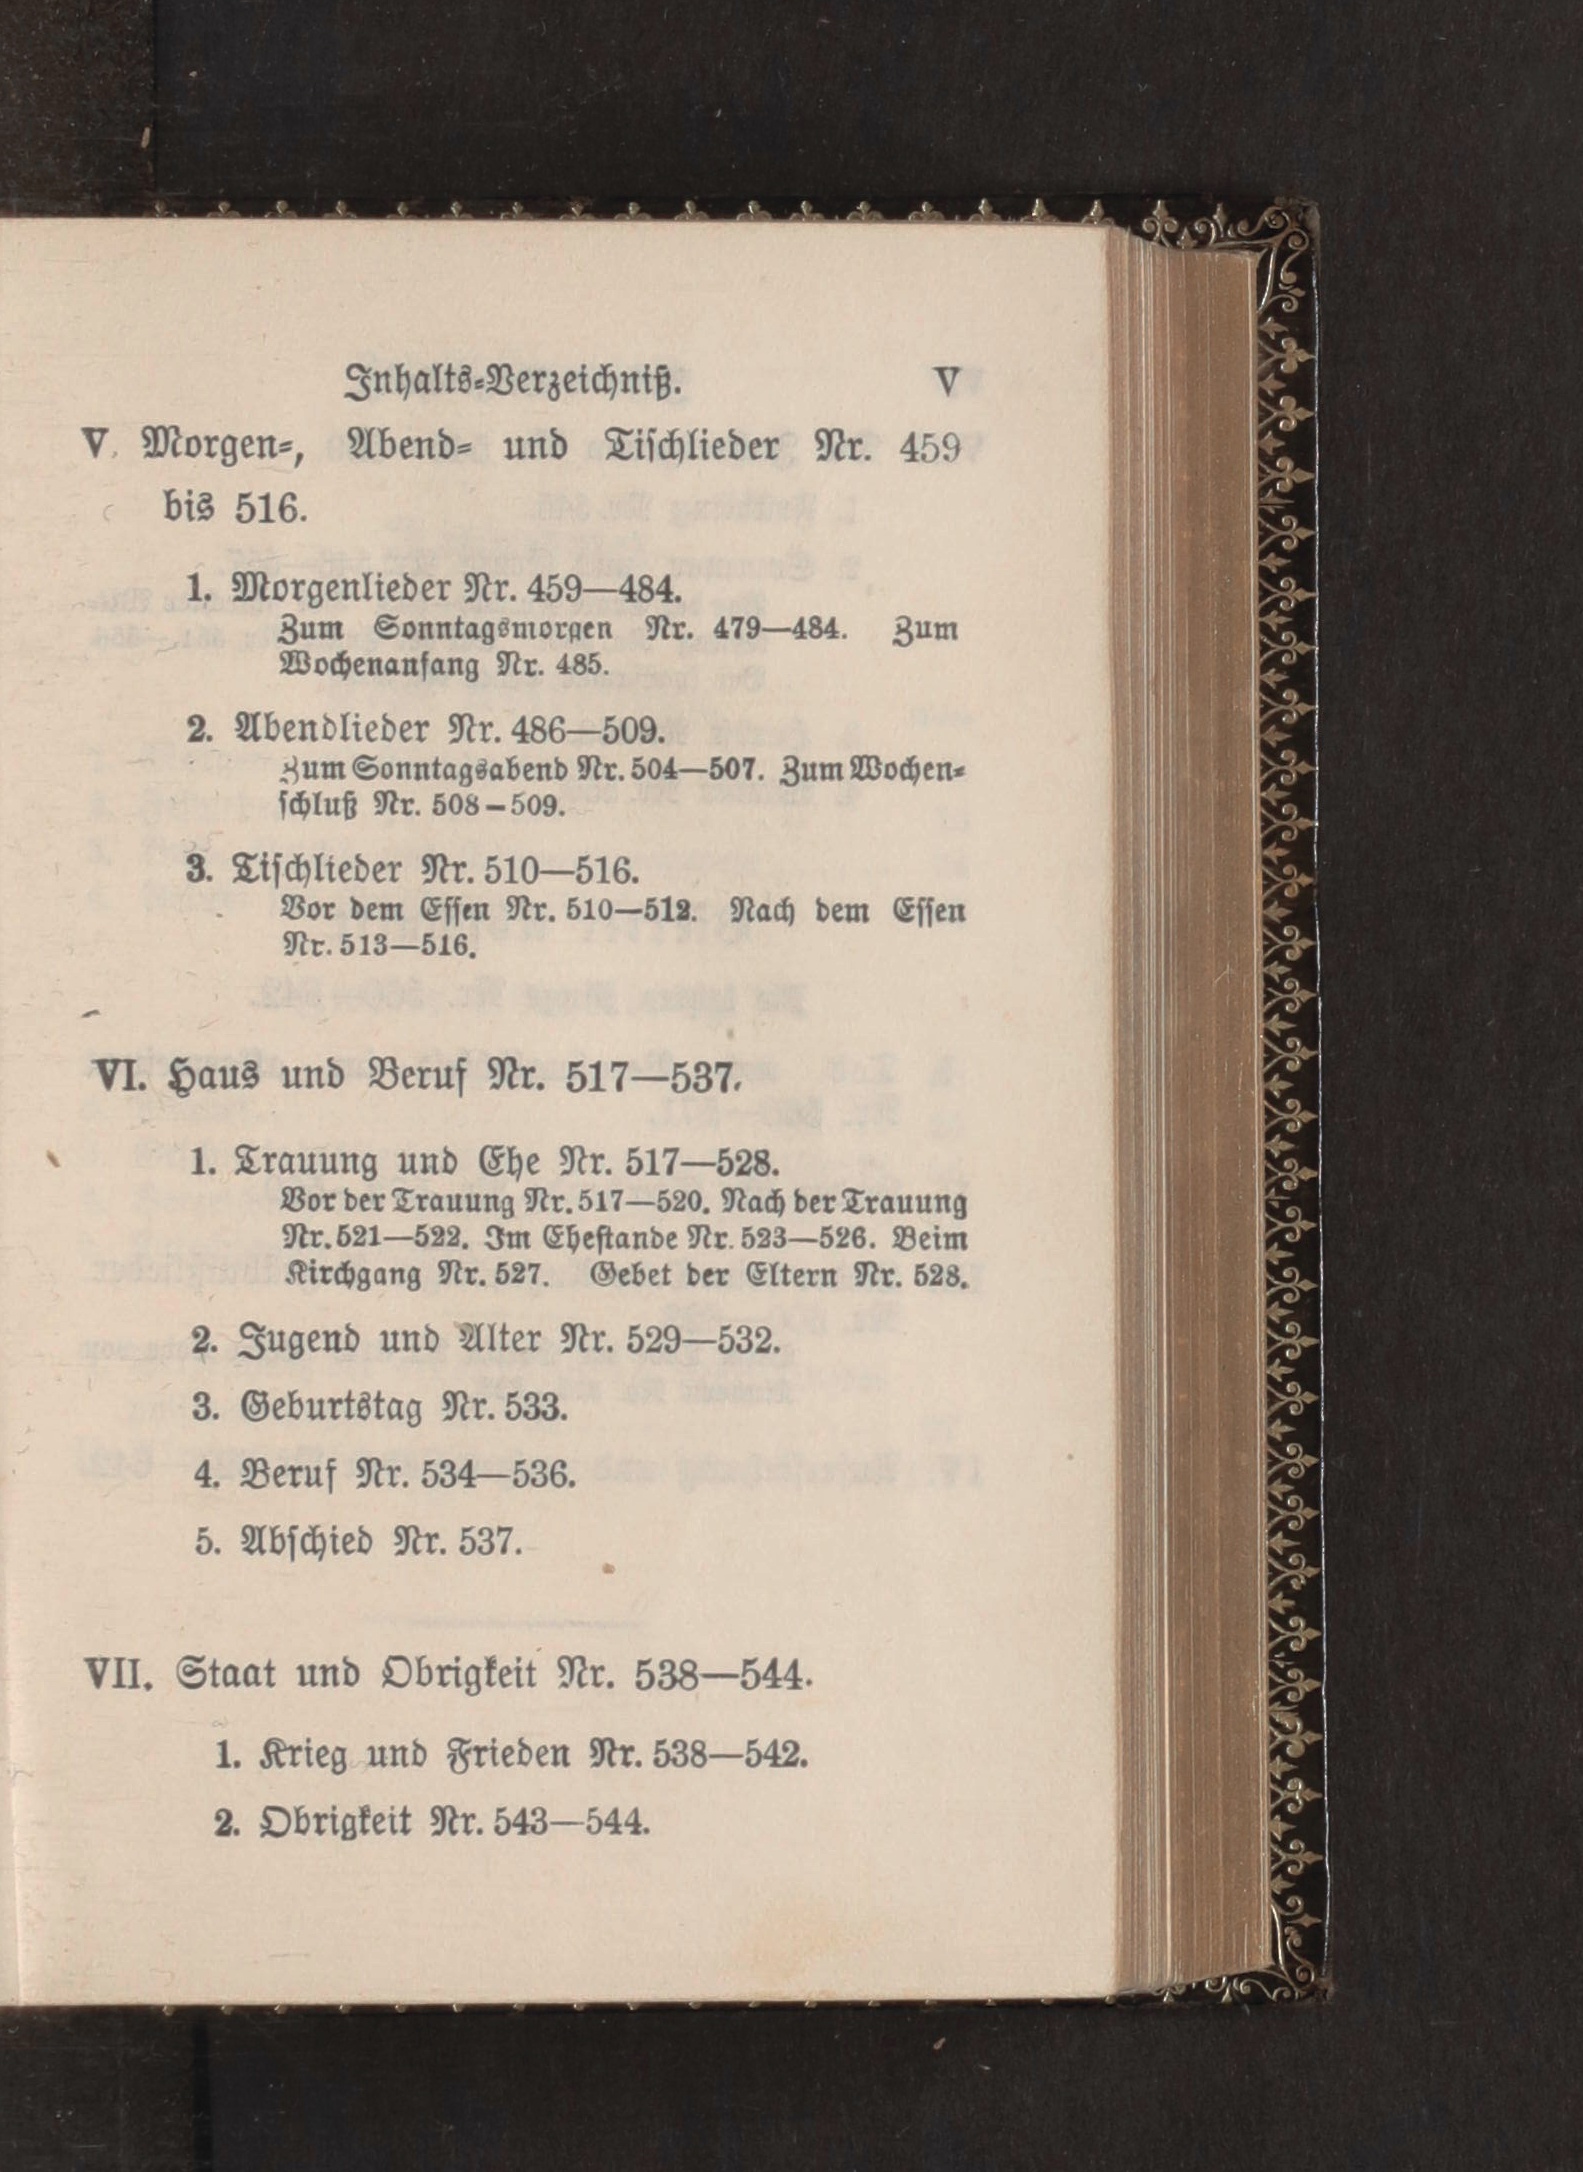 Inhalts-Verzeichniß. V
V. Morgen-, Abend- und Tischlieder Nr. 459
bis 516.
1. Morgenlieder Nr. 459—484.
Zum Sonntagsmorgen Nr. 479—484. Zum
Wochenanfang Nr. 485.
2. Abendlieder Nr. 486—509.
Zum Sonntagsabend Nr. 504—507. Zum Wochen-
schluß Nr. 508–509.
3. Tischlieder Nr. 510—516.
Vor dem Essen Nr. 510—512. Nach dem Essen
Nr. 513—516.
VI. Haus und Beruf Nr. 517—537.
1. Trauung und Ehe Nr. 517—528.
Vor der Trauung Nr. 517—520. Nach der Trauung
Nr. 521—522. Im Ehestande Nr. 523—526. Beim
Kirchgang Nr. 527. Gebet der Eltern Nr. 528.
2. Jugend und Alter Nr. 529—532.
3. Geburtstag Nr. 533.
4. Beruf Nr. 534—536.
5. Abschied Nr. 537.
VII. Staat und Obrigkeit Nr. 538—544.
1. Krieg und Frieden Nr. 538—542.
2. Obrigkeit Nr. 543—544.